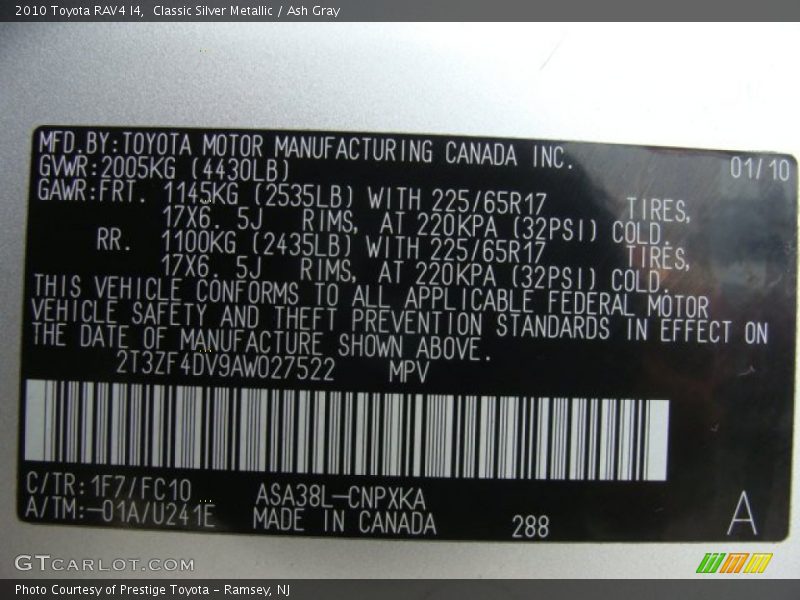 2010 Toyota RAV4 I4,  Classic Silver Metallic / Ash Gray
MFD.BY:TOYOTA MOTOR MANUFACTURING CANADA INC.
01/10
GVWR:2005KG (4430LB)
GAWR:FRT. 1145KG (2535LB) WITH 225/65R17 TIRES,
17X6. 5J RIMS, AT 220KPA (32PSI) COLD.
RR. 1100KG (2435LB) WITH 225/65R17 TIRES,
17X6. 5J RIMS, AT 220KPA (32PSI) COLD.
THIS VEHICLE CONFORMS TO ALL APPLICABLE FEDERAL MOTOR
VEHICLE SAFETY AND THEFT PREVENTION STANDARDS IN EFFECT ON
THE DATE OF MANUFACTURE SHOWN ABOVE.
2T3ZF4DV9AW027522 MPV
C/TR:1F7/FC10 ASA38L-CNPXKA
A/TM:-01A/U241E MADE IN CANADA 288 A
GTCARLOT.COM
Photo Courtesy of Prestige Toyota - Ramsey, NJ